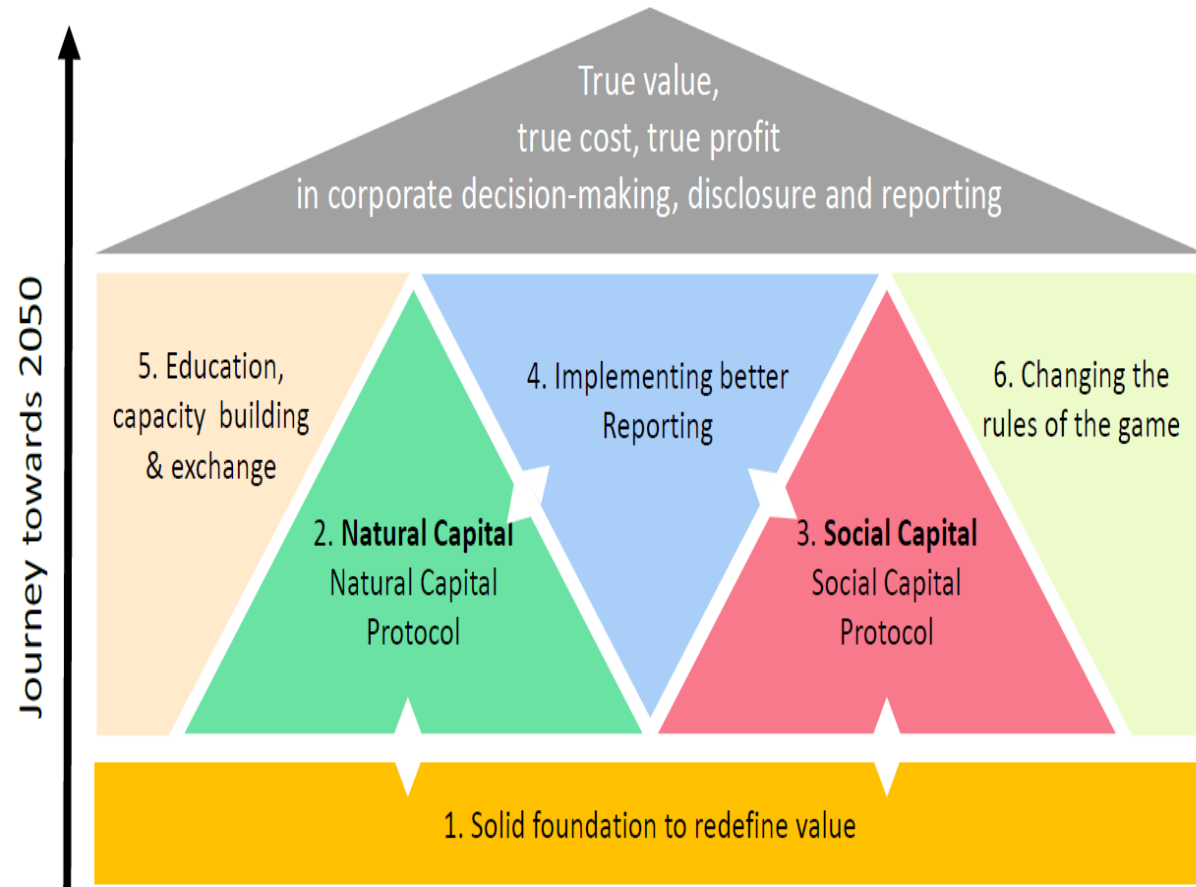 True value,
true cost, true profit
in corporate decision-making, disclosure and reporting
Journey towards 2050
5. Education,
capacity building
& exchange
4. Implementing better
Reporting
6. Changing the
rules of the game
2. Natural Capital
Natural Capital
Protocol
3. Social Capital
Social Capital
Protocol
1. Solid foundation to redefine value